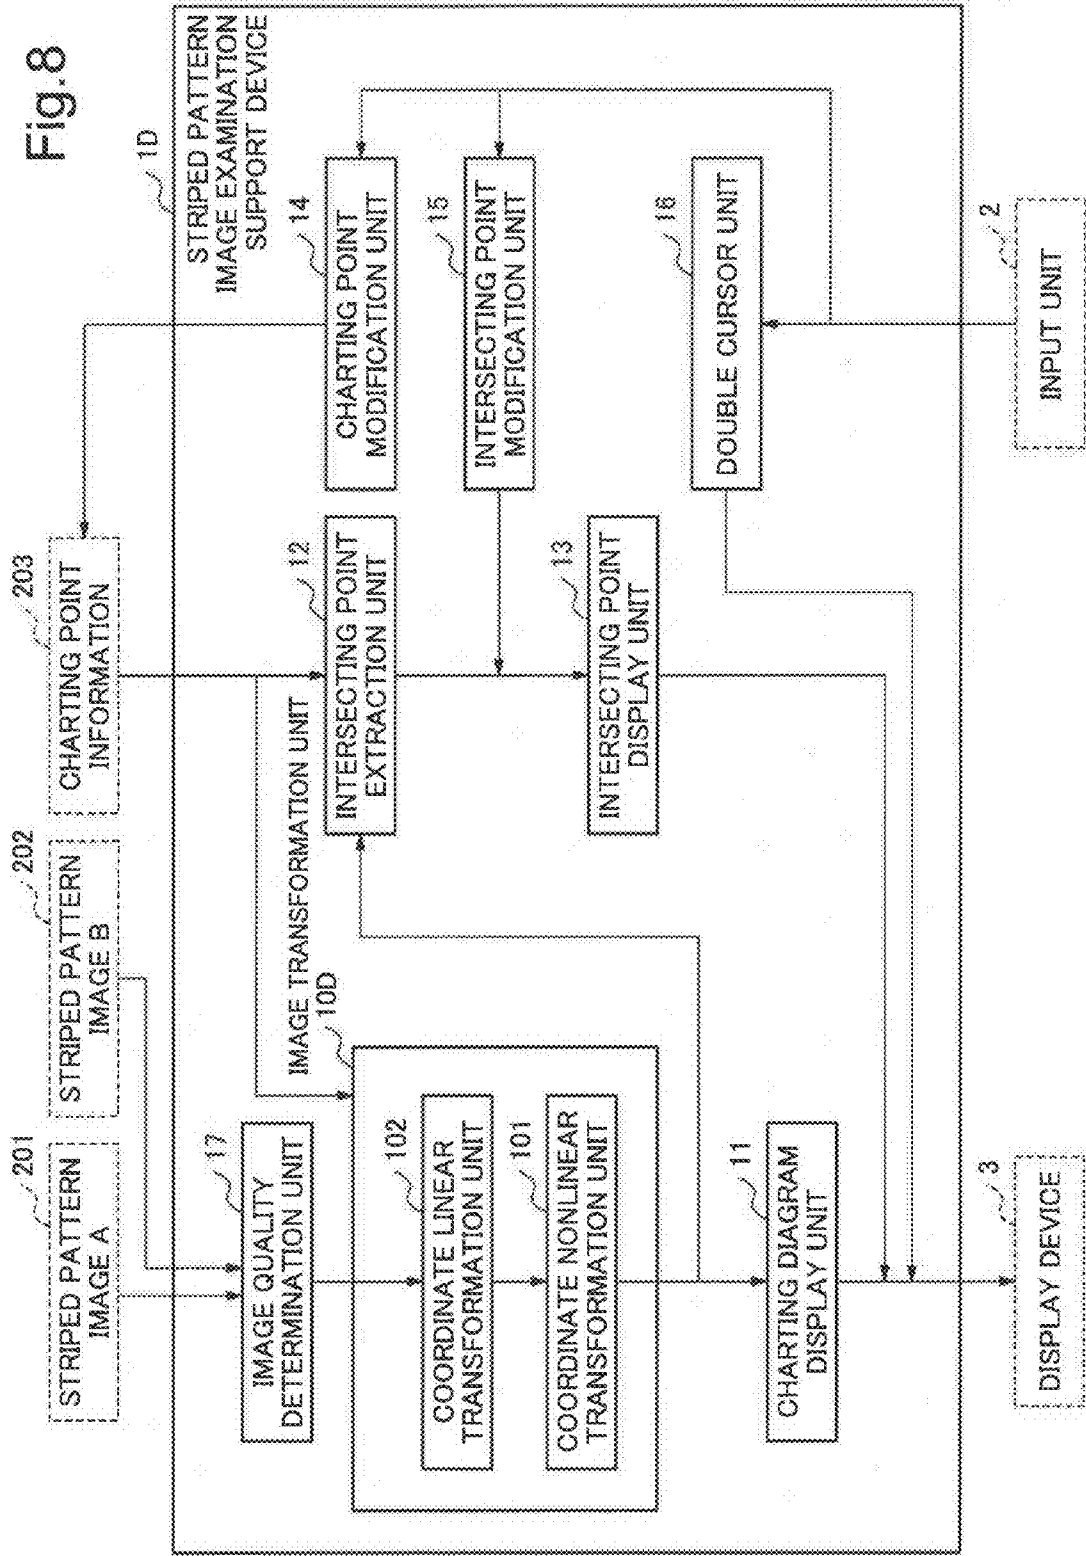 Fig.8
1D
STRIPED PATTERN
IMAGE EXAMINATION
SUPPORT DEVICE
201
STRIPED PATTERN
IMAGE A
202
STRIPED PATTERN
IMAGE B
203
CHARTING POINT
INFORMATION
17
IMAGE QUALITY
DETERMINATION UNIT
IMAGE TRANSFORMATION UNIT
10D
102
COORDINATE LINEAR
TRANSFORMATION UNIT
101
COORDINATE NONLINEAR
TRANSFORMATION UNIT
11
CHARTING DIAGRAM
DISPLAY UNIT
12
INTERSECTING POINT
EXTRACTION UNIT
13
INTERSECTING POINT
DISPLAY UNIT
14
CHARTING POINT
MODIFICATION UNIT
15
INTERSECTING POINT
MODIFICATION UNIT
16
DOUBLE CURSOR UNIT
3
DISPLAY DEVICE
2
INPUT UNIT